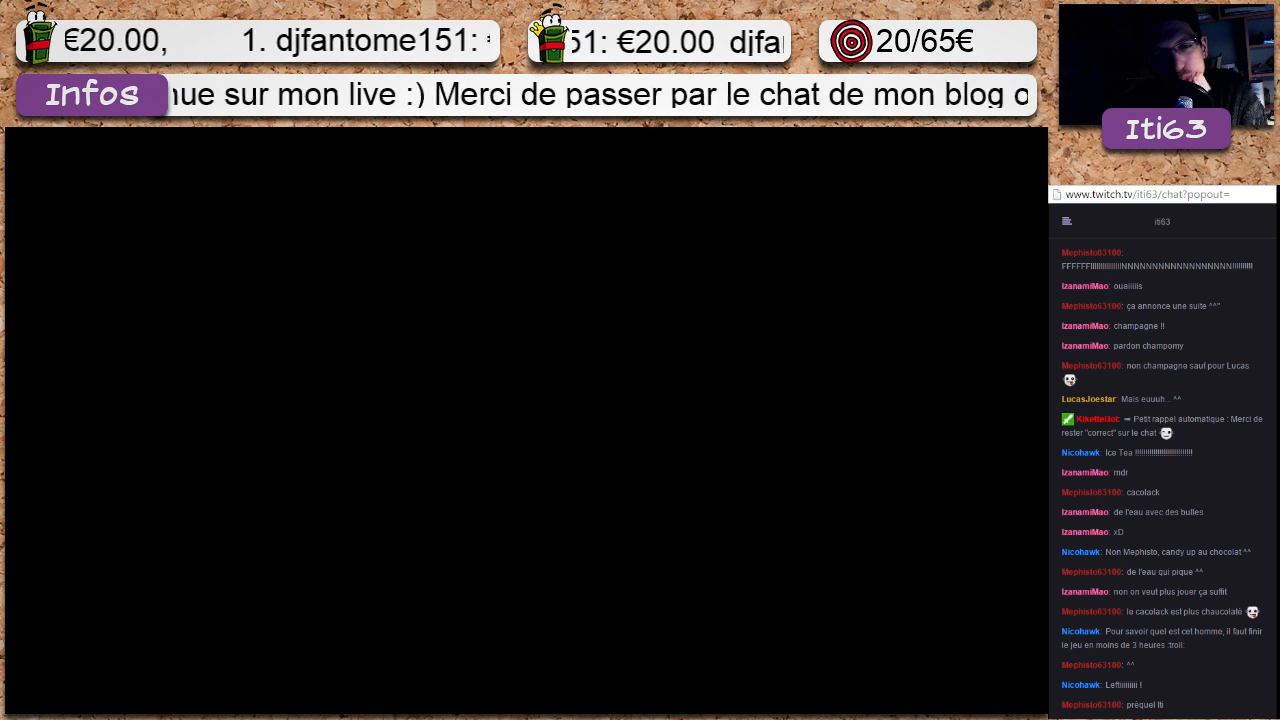 €20.00, 1. djfantome151:
51: €20.00 djfa
20/65€
Infos
nue sur mon live :) Merci de passer par le chat de mon blog o
Iti63
www.twitch.tv/iti63/chat?popout=
iti63
Mephisto63100:
FFFFFFIIIIIIIIIIIIIIINNNNNNNNNNNNNNNNNN!!!!!!!!!!
IzanamiMao: ouaiiiiis
Mephisto63100: ça annonce une suite ^^"
IzanamiMao: champagne !!
IzanamiMao: pardon champomy
Mephisto63100: non champagne sauf pour Lucas
LucasJoestar: Mais euuuh... ^^
KiketteBot: ➠ Petit rappel automatique : Merci de
rester "correct" sur le chat
Nicohawk: Ice Tea !!!!!!!!!!!!!!!!!!!!!!!!!!!!
IzanamiMao: mdr
Mephisto63100: cacolack
IzanamiMao: de l'eau avec des bulles
IzanamiMao: xD
Nicohawk: Non Mephisto, candy up au chocolat ^^
Mephisto63100: de l'eau qui pique ^^
IzanamiMao: non on veut plus jouer ça suffit
Mephisto63100: le cacolack est plus chaucolaté
Nicohawk: Pour savoir quel est cet homme, il faut finir
le jeu en moins de 3 heures :troll:
Mephisto63100: ^^
Nicohawk: Leftiiiiiiiii !
Mephisto63100: préquel Iti